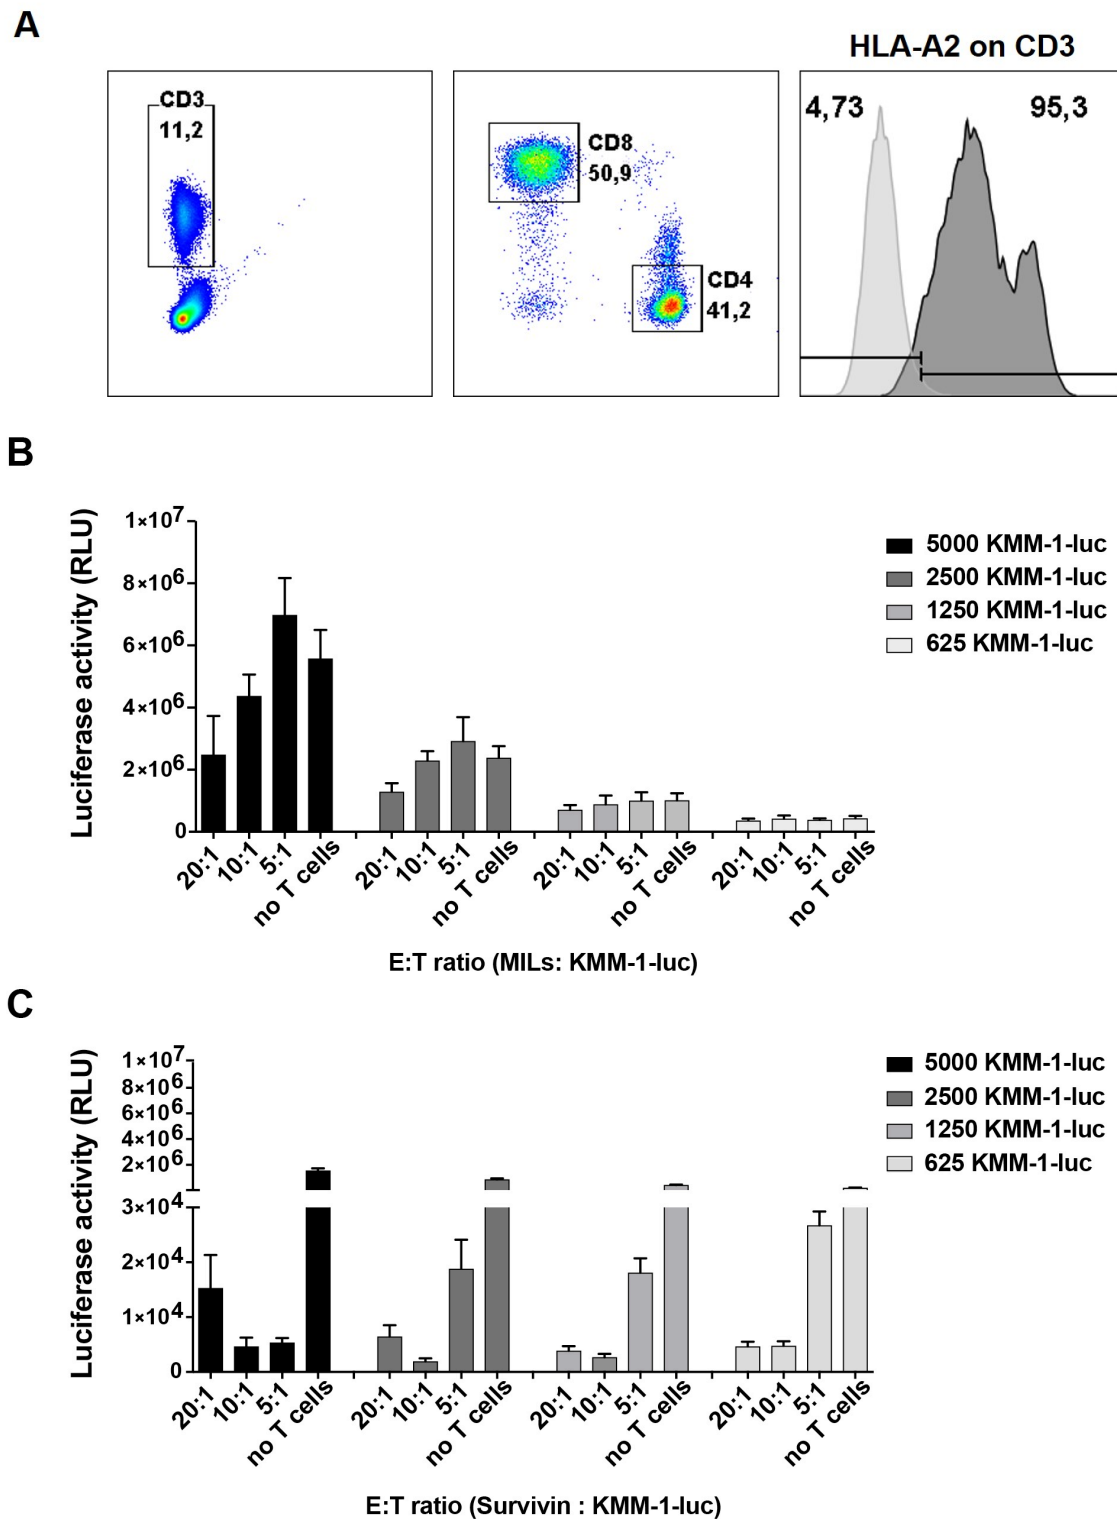 A
HLA-A2 on CD3
CD3
11,2
CD8
50,9
CD4
41,2
4,73
95,3
B
Luciferase activity (RLU)
1×10⁷
8×10⁶
6×10⁶
4×10⁶
2×10⁶
0
20:1 10:1 5:1 no T cells 20:1 10:1 5:1 no T cells 20:1 10:1 5:1 no T cells 20:1 10:1 5:1 no T cells
E:T ratio (MILs: KMM-1-luc)
5000 KMM-1-luc
2500 KMM-1-luc
1250 KMM-1-luc
625 KMM-1-luc
C
Luciferase activity (RLU)
1×10⁷
8×10⁶
6×10⁶
4×10⁶
2×10⁶
3×10⁴
2×10⁴
1×10⁴
0
20:1 10:1 5:1 no T cells 20:1 10:1 5:1 no T cells 20:1 10:1 5:1 no T cells 20:1 10:1 5:1 no T cells
E:T ratio (Survivin : KMM-1-luc)
5000 KMM-1-luc
2500 KMM-1-luc
1250 KMM-1-luc
625 KMM-1-luc